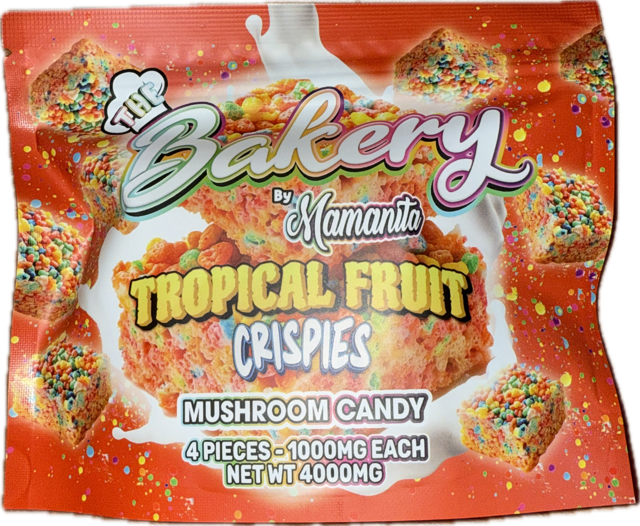 THE
Bakery
By Mamanita
TROPICAL FRUIT
CRISPIES
MUSHROOM CANDY
4 PIECES - 1000MG EACH
NET WT 4000MG